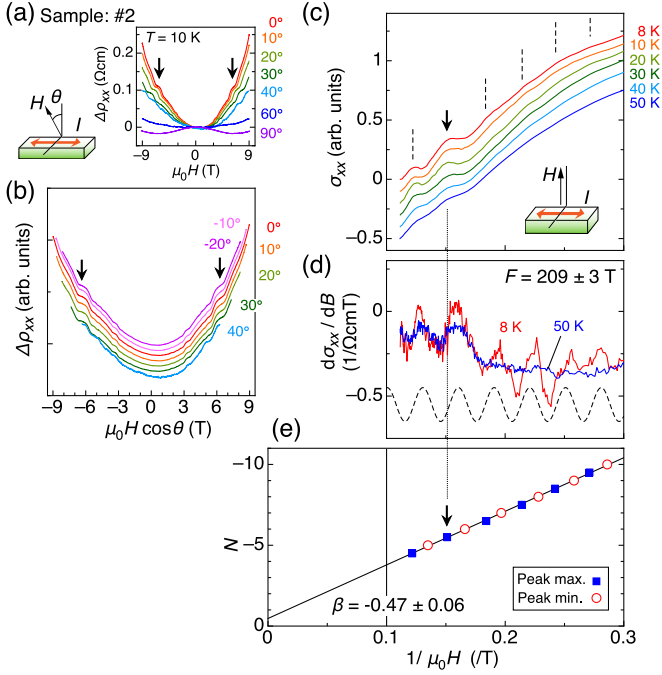 (a) Sample: #2
T = 10 K
0°
10°
20°
30°
40°
60°
90°
0.2
0.1
0
Δρxx (Ωcm)
-9
0
9
μ0H (T)
H
θ
I
(b)
-10°
-20°
0°
10°
20°
30°
40°
Δρxx (arb. units)
−9
−6
−3
0
3
6
9
μ0H cosθ (T)
(c)
8 K
10 K
20 K
30 K
40 K
50 K
1
0.5
0
−0.5
σxx (arb. units)
H
I
(d)
F = 209 ± 3 T
8 K
50 K
0
−0.5
dσxx / dB
(1/ΩcmT)
(e)
−10
−5
0
N
β = -0.47 ± 0.06
Peak max.
Peak min.
0
0.1
0.2
0.3
1/ μ0H (/T)